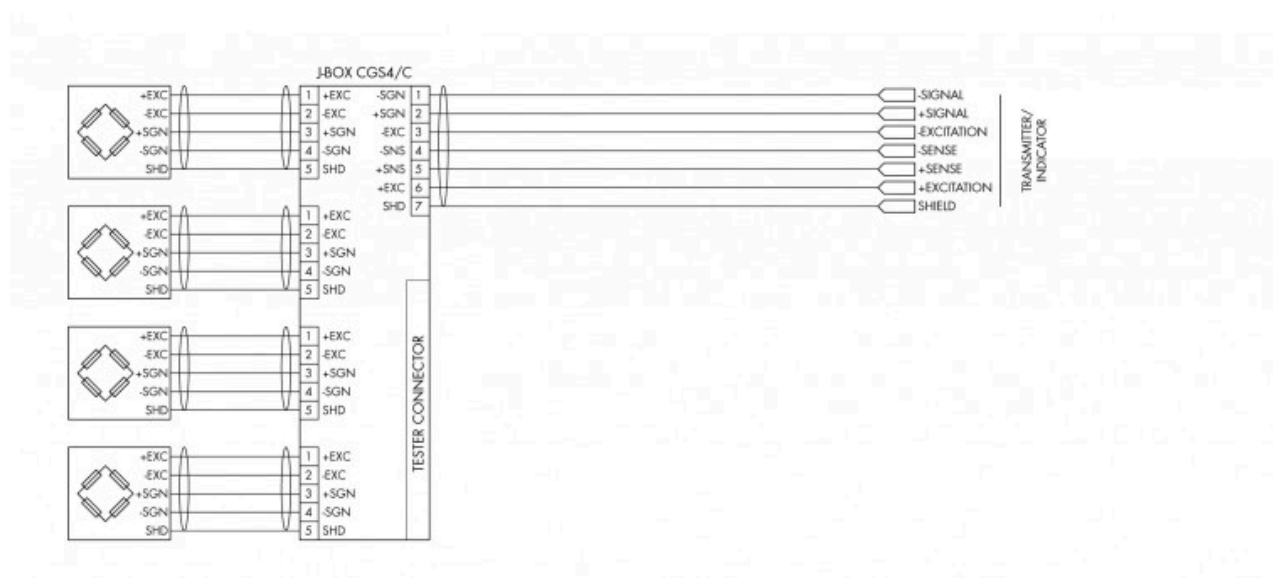 J-BOX CGS4/C
+EXC 1 +EXC -SGN 1 -SIGNAL
-EXC 2 -EXC +SGN 2 +SIGNAL
+SGN 3 +SGN -EXC 3 -EXCITATION
-SGN 4 -SGN -SNS 4 -SENSE
SHD 5 SHD +SNS 5 +SENSE
+EXC 6 +EXCITATION
SHD 7 SHIELD
TRANSMITTER/
INDICATOR
+EXC 1 +EXC
-EXC 2 -EXC
+SGN 3 +SGN
-SGN 4 -SGN
SHD 5 SHD
+EXC 1 +EXC
-EXC 2 -EXC
+SGN 3 +SGN
-SGN 4 -SGN
SHD 5 SHD
+EXC 1 +EXC
-EXC 2 -EXC
+SGN 3 +SGN
-SGN 4 -SGN
SHD 5 SHD
TESTER CONNECTOR